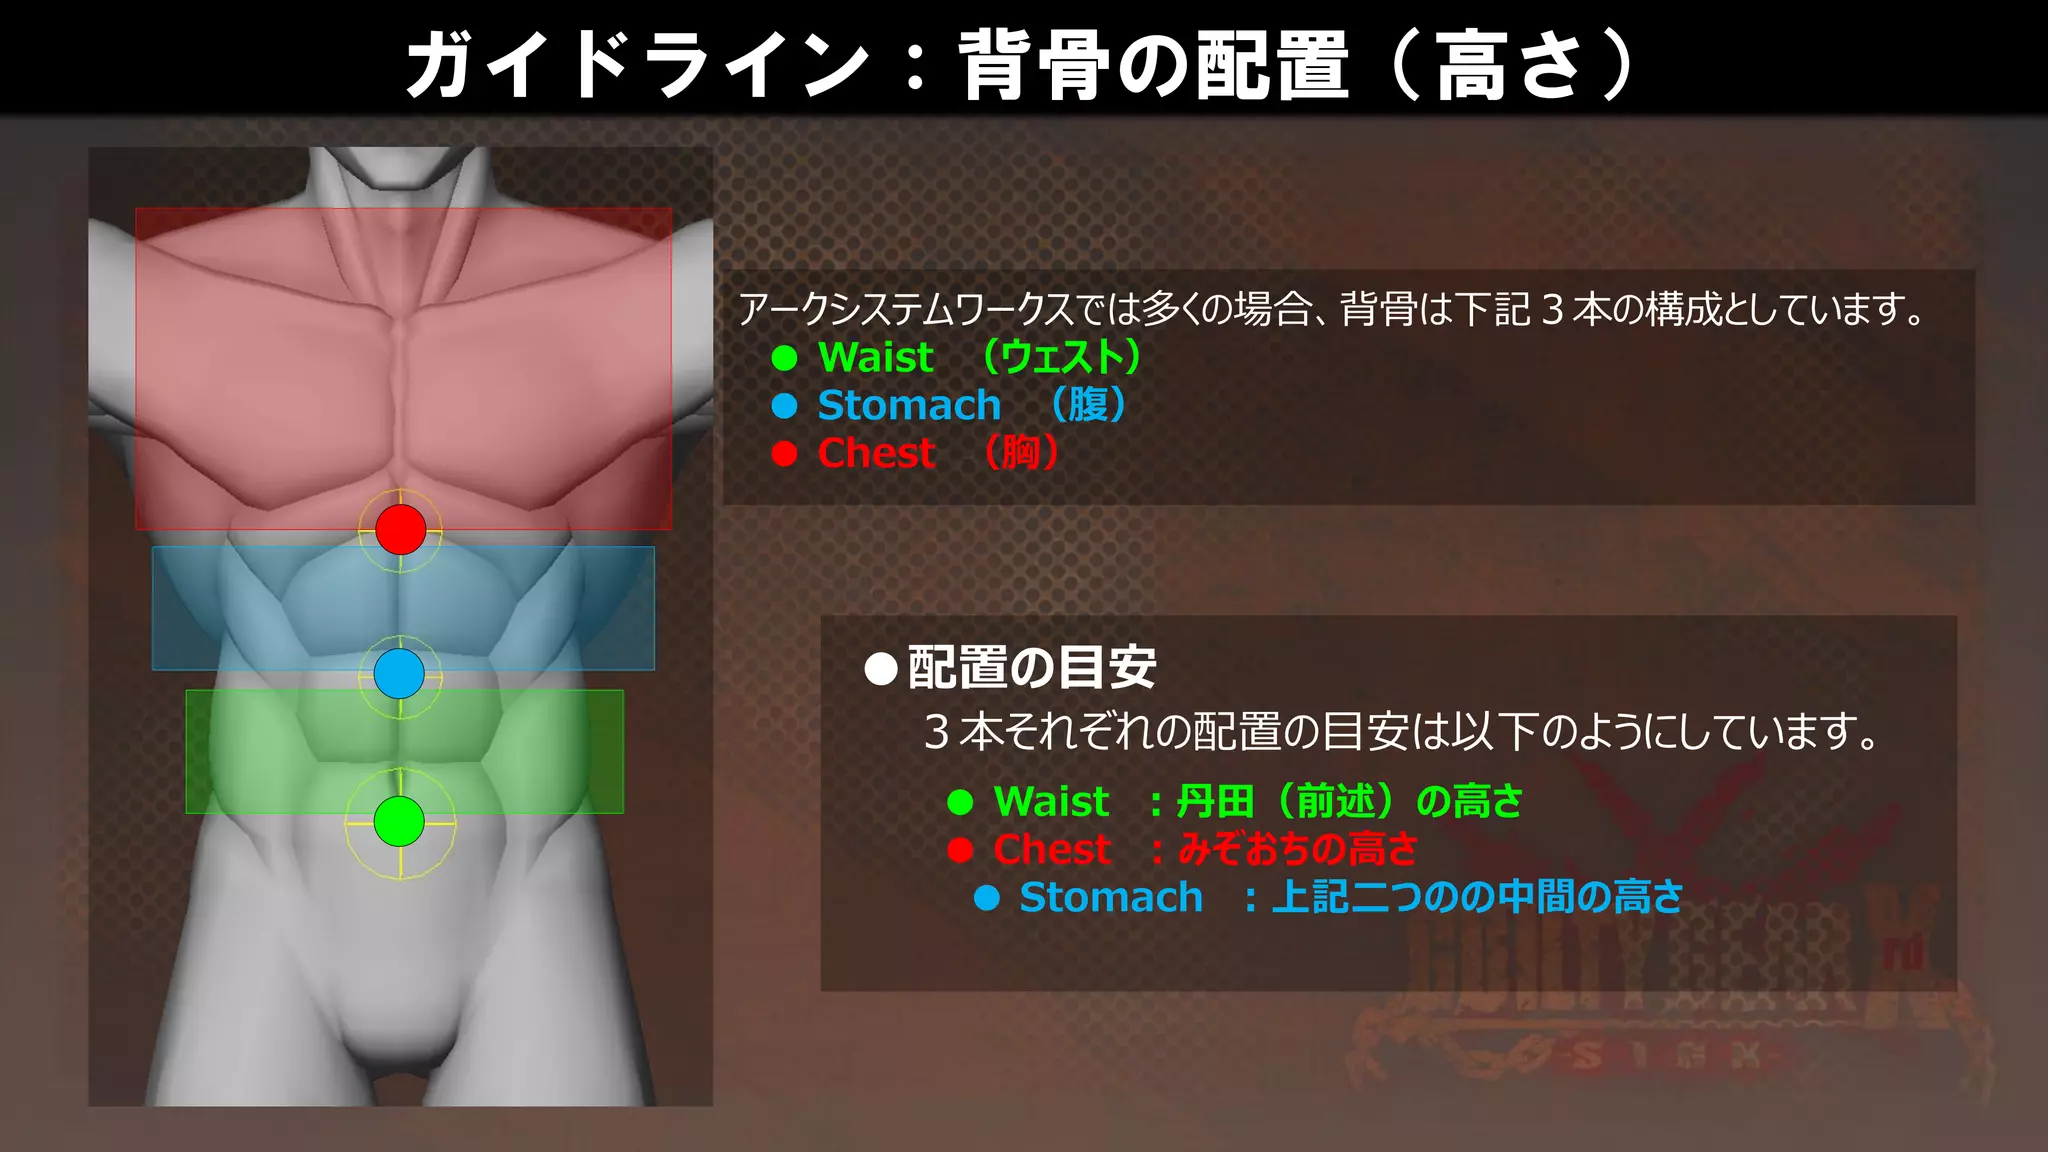 ガイドライン：背骨の配置（高さ）
アークシステムワークスでは多くの場合、背骨は下記３本の構成としています。
● Waist （ウェスト）
● Stomach （腹）
● Chest （胸）
●配置の目安
３本それぞれの配置の目安は以下のようにしています。
● Waist ：丹田（前述）の高さ
● Chest ：みぞおちの高さ
● Stomach ：上記二つのの中間の高さ
GUILTY GEAR Xrd
-SIGN-